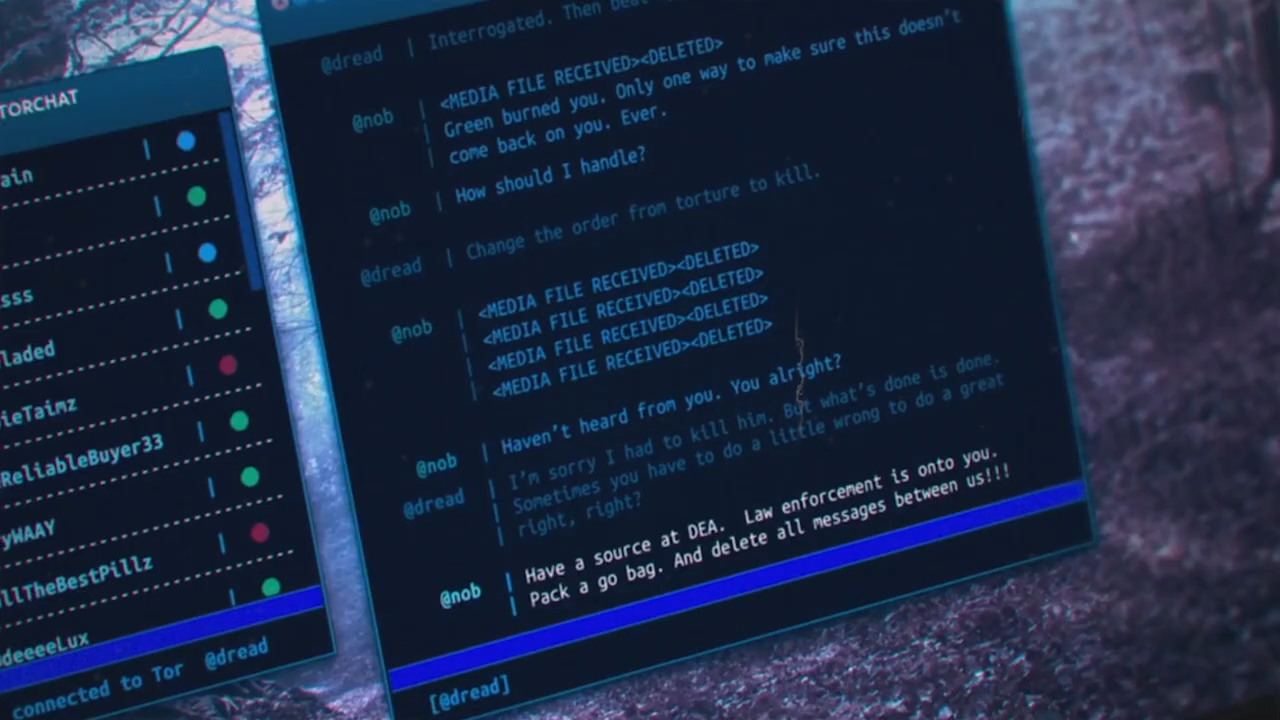 TORCHAT
ain
sss
laded
ieTaimz
ReliableBuyer33
yWAAY
llTheBestPillz
deeeeLux
connected to Tor @dread
@dread | Interrogated. Then
@nob | <MEDIA FILE RECEIVED><DELETED>
Green burned you. Only one way to make sure this doesn't
come back on you. Ever.
@nob | How should I handle?
@dread | Change the order from torture to kill.
@nob | <MEDIA FILE RECEIVED><DELETED>
<MEDIA FILE RECEIVED><DELETED>
<MEDIA FILE RECEIVED><DELETED>
<MEDIA FILE RECEIVED><DELETED>
@nob | Haven't heard from you. You alright?
@dread | I'm sorry I had to kill him. But what's done is done.
Sometimes you have to do a little wrong to do a great
right, right?
@nob | Have a source at DEA. Law enforcement is onto you.
Pack a go bag. And delete all messages between us!!!
[@dread]